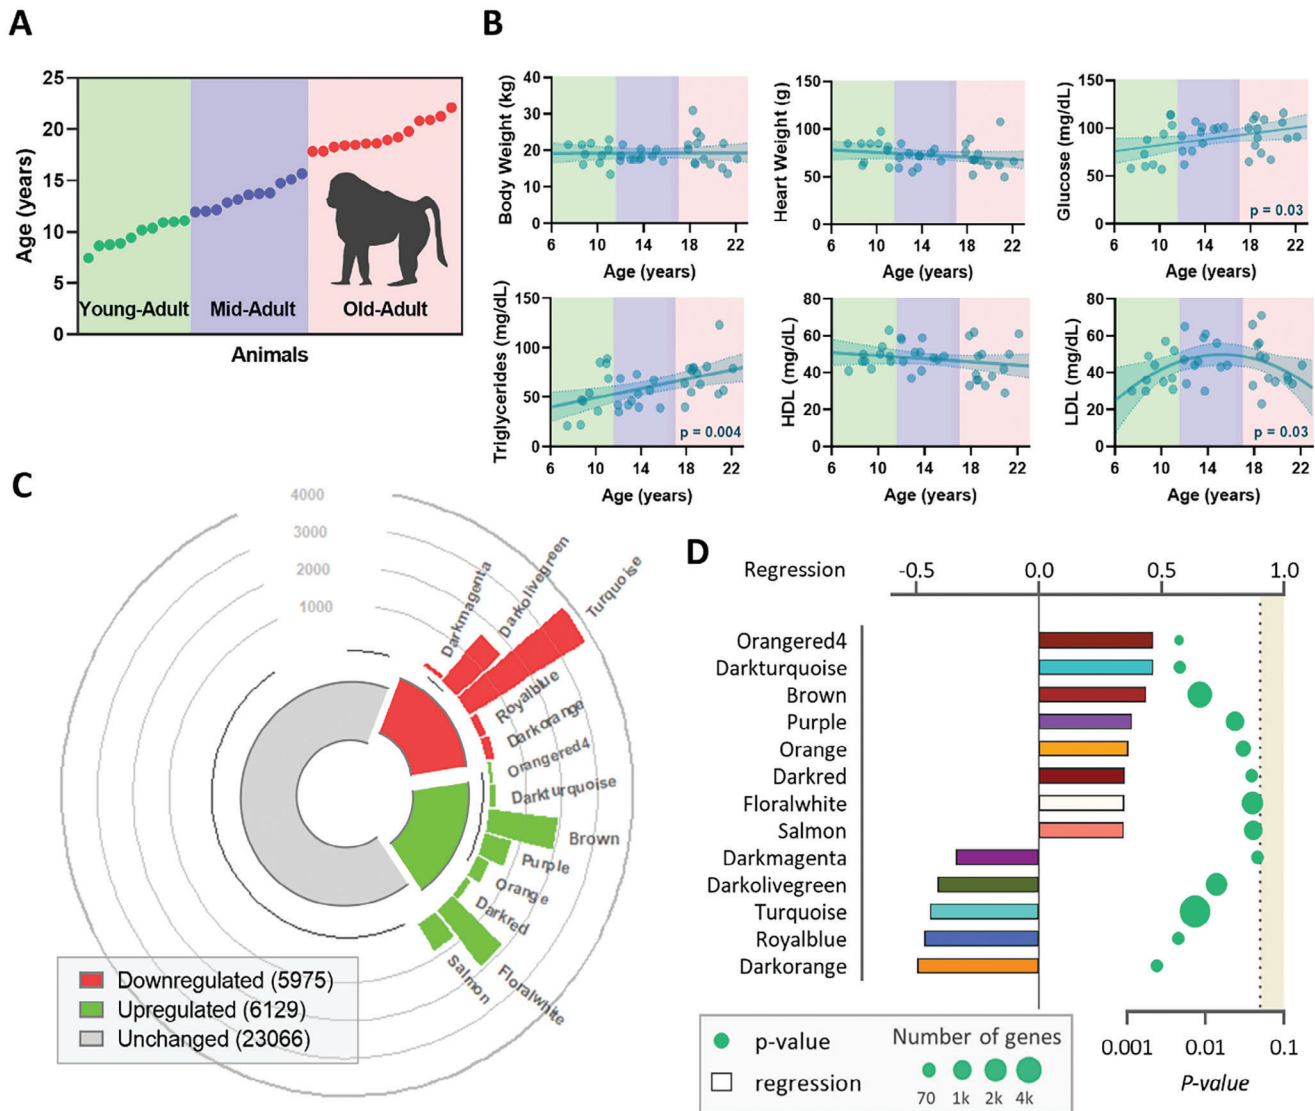 A
25
20
15
10
5
0
Age (years)
Young-Adult
Mid-Adult
Old-Adult
Animals
B
Body Weight (kg)
40
30
20
10
0
6 10 14 18 22
Age (years)
Heart Weight (g)
150
100
50
0
6 10 14 18 22
Age (years)
Glucose (mg/dL)
150
100
50
0
p = 0.03
6 10 14 18 22
Age (years)
Triglycerides (mg/dL)
150
100
50
0
p = 0.004
6 10 14 18 22
Age (years)
HDL (mg/dL)
80
60
40
20
0
6 10 14 18 22
Age (years)
LDL (mg/dL)
80
60
40
20
0
p = 0.03
6 10 14 18 22
Age (years)
C
4000
3000
2000
1000
Darkmagenta
Darkolivegreen
Turquoise
Royalblue
Darkorange
Orangered4
Darkturquoise
Brown
Purple
Orange
Darkred
Floralwhite
Salmon
Downregulated (5975)
Upregulated (6129)
Unchanged (23066)
D
Regression
-0.5 0.0 0.5 1.0
Orangered4
Darkturquoise
Brown
Purple
Orange
Darkred
Floralwhite
Salmon
Darkmagenta
Darkolivegreen
Turquoise
Royalblue
Darkorange
0.001 0.01 0.1
P-value
p-value
regression
Number of genes
70 1k 2k 4k